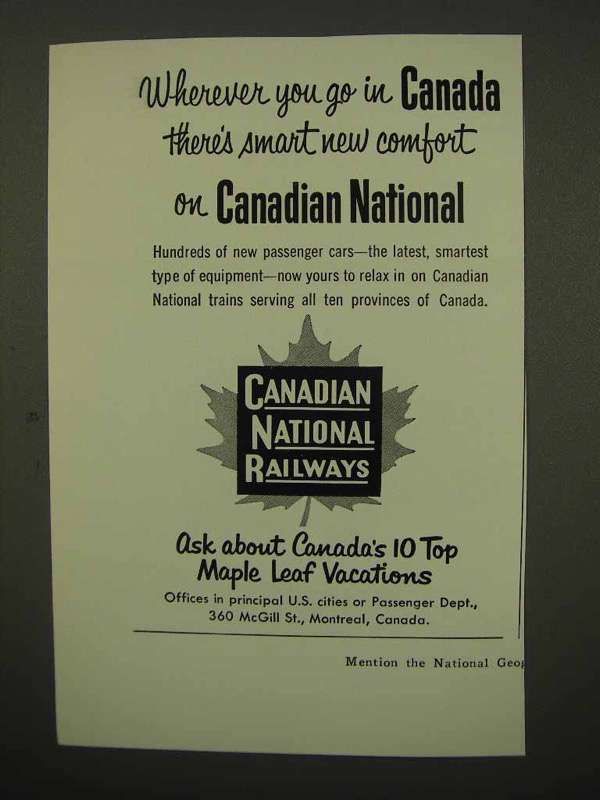 Wherever you go in Canada
there's smart new comfort
on Canadian National
Hundreds of new passenger cars—the latest, smartest
type of equipment—now yours to relax in on Canadian
National trains serving all ten provinces of Canada.
CANADIAN
NATIONAL
RAILWAYS
Ask about Canada's 10 Top
Maple Leaf Vacations
Offices in principal U.S. cities or Passenger Dept.,
360 McGill St., Montreal, Canada.
Mention the National